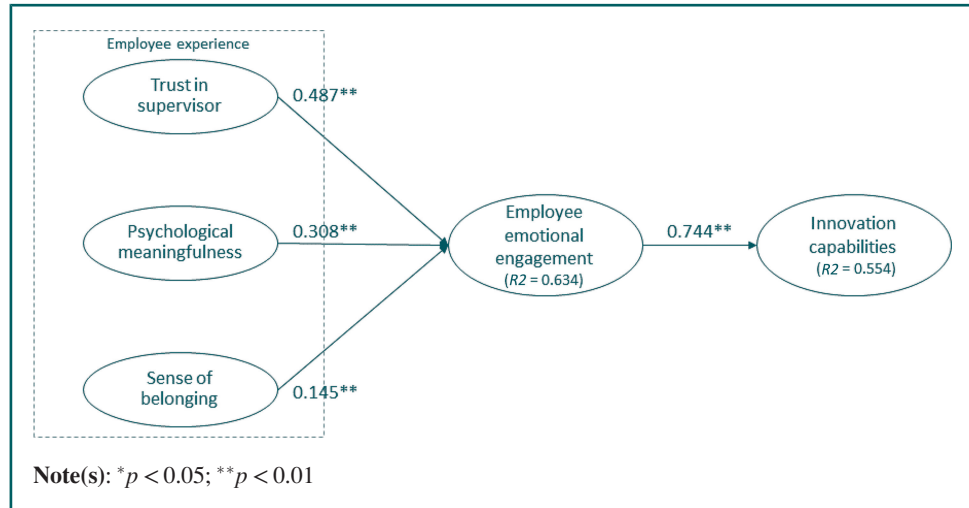 Employee experience
Trust in
supervisor
0.487**
Psychological
meaningfulness
0.308**
Sense of
belonging
0.145**
Employee
emotional
engagement
(R2 = 0.634)
0.744**
Innovation
capabilities
(R2 = 0.554)
Note(s): *p < 0.05; **p < 0.01